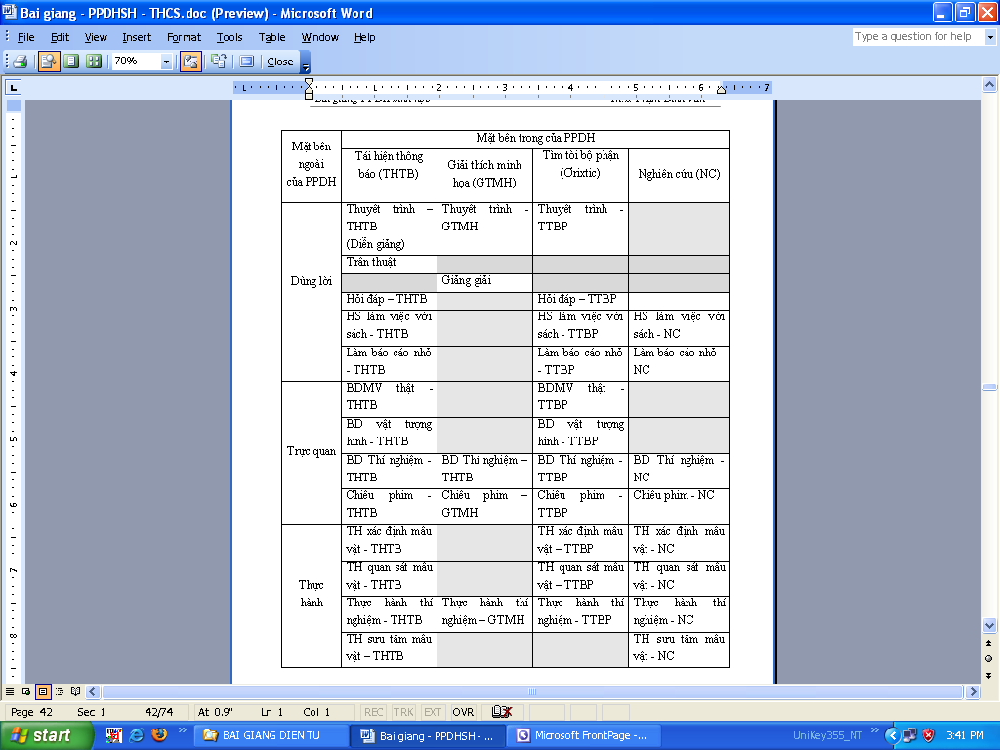 Bai giang - PPDHSH - THCS.doc (Preview) - Microsoft Word
File Edit View Insert Format Tools Table Window Help
Type a question for help
70% Close
Mặt bên ngoài của PPDH
Mặt bên trong của PPDH
Tái hiện thông báo (THTB)
Giải thích minh họa (GTMH)
Tìm tòi bộ phận (Ơrixtic)
Nghiên cứu (NC)
Dùng lời
Thuyết trình – THTB (Diễn giảng)
Thuyết trình - GTMH
Thuyết trình - TTBP
Trần thuật
Giảng giải
Hỏi đáp – THTB
Hỏi đáp – TTBP
HS làm việc với sách - THTB
HS làm việc với sách - TTBP
HS làm việc với sách - NC
Làm báo cáo nhỏ - THTB
Làm báo cáo nhỏ - TTBP
Làm báo cáo nhỏ - NC
Trực quan
BDMV thật - THTB
BDMV thật - TTBP
BD vật tượng hình - THTB
BD vật tượng hình - TTBP
BD Thí nghiệm - THTB
BD Thí nghiệm – THTB
BD Thí nghiệm - TTBP
BD Thí nghiệm - NC
Chiếu phim - THTB
Chiếu phim – GTMH
Chiếu phim - TTBP
Chiếu phim - NC
Thực hành
TH xác định mẫu vật - THTB
TH xác định mẫu vật – TTBP
TH xác định mẫu vật - NC
TH quan sát mẫu vật - THTB
TH quan sát mẫu vật – TTBP
TH quan sát mẫu vật - NC
Thực hành thí nghiệm - THTB
Thực hành thí nghiệm – GTMH
Thực hành thí nghiệm - TTBP
Thực hành thí nghiệm - NC
TH sưu tầm mẫu vật – THTB
TH sưu tầm mẫu vật - NC
Page 42 Sec 1 42/74 At 0.9" Ln 1 Col 1 REC TRK EXT OVR
start BAI GIANG DIEN TU Bai giang - PPDHSH - ... Microsoft FrontPage -... UniKey355_NT 3:41 PM